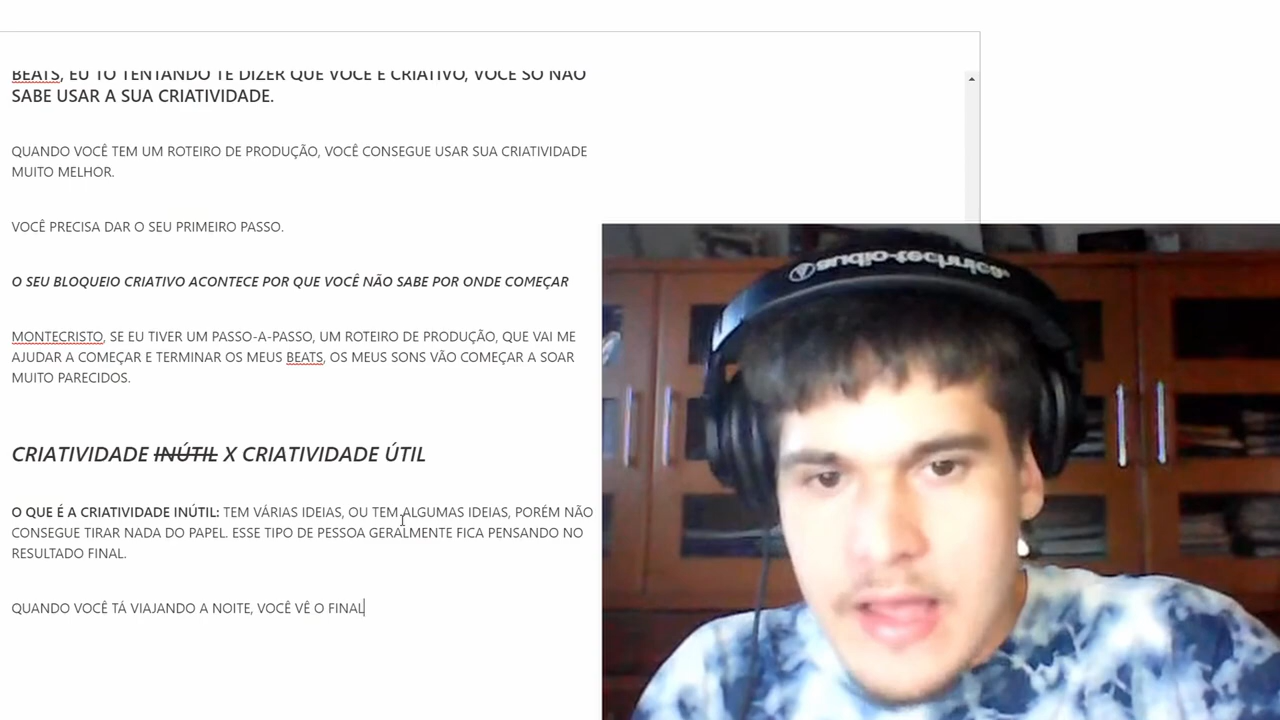 BEATS, EU TO TENTANDO TE DIZER QUE VOCÊ É CRIATIVO, VOCÊ SÓ NÃO
SABE USAR A SUA CRIATIVIDADE.
QUANDO VOCÊ TEM UM ROTEIRO DE PRODUÇÃO, VOCÊ CONSEGUE USAR SUA CRIATIVIDADE
MUITO MELHOR.
VOCÊ PRECISA DAR O SEU PRIMEIRO PASSO.
O SEU BLOQUEIO CRIATIVO ACONTECE POR QUE VOCÊ NÃO SABE POR ONDE COMEÇAR
MONTECRISTO, SE EU TIVER UM PASSO-A-PASSO, UM ROTEIRO DE PRODUÇÃO, QUE VAI ME
AJUDAR A COMEÇAR E TERMINAR OS MEUS BEATS, OS MEUS SONS VÃO COMEÇAR A SOAR
MUITO PARECIDOS.
CRIATIVIDADE INÚTIL X CRIATIVIDADE ÚTIL
O QUE É A CRIATIVIDADE INÚTIL: TEM VÁRIAS IDEIAS, OU TEM ALGUMAS IDEIAS, PORÉM NÃO
CONSEGUE TIRAR NADA DO PAPEL. ESSE TIPO DE PESSOA GERALMENTE FICA PENSANDO NO
RESULTADO FINAL.
QUANDO VOCÊ TÁ VIAJANDO A NOITE, VOCÊ VÊ O FINAL
audio-technica